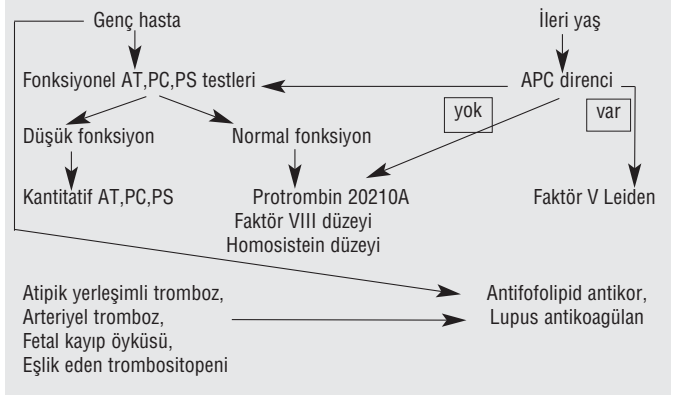 Genç hasta
İleri yaş
Fonksiyonel AT,PC,PS testleri
APC direnci
yok
var
Düşük fonksiyon
Normal fonksiyon
Kantitatif AT,PC,PS
Protrombin 20210A
Faktör V Leiden
Faktör VIII düzeyi
Homosistein düzeyi
Atipik yerleşimli tromboz,
Arteriyel tromboz,
Fetal kayıp öyküsü,
Eşlik eden trombositopeni
Antifofolipid antikor,
Lupus antikoagülan